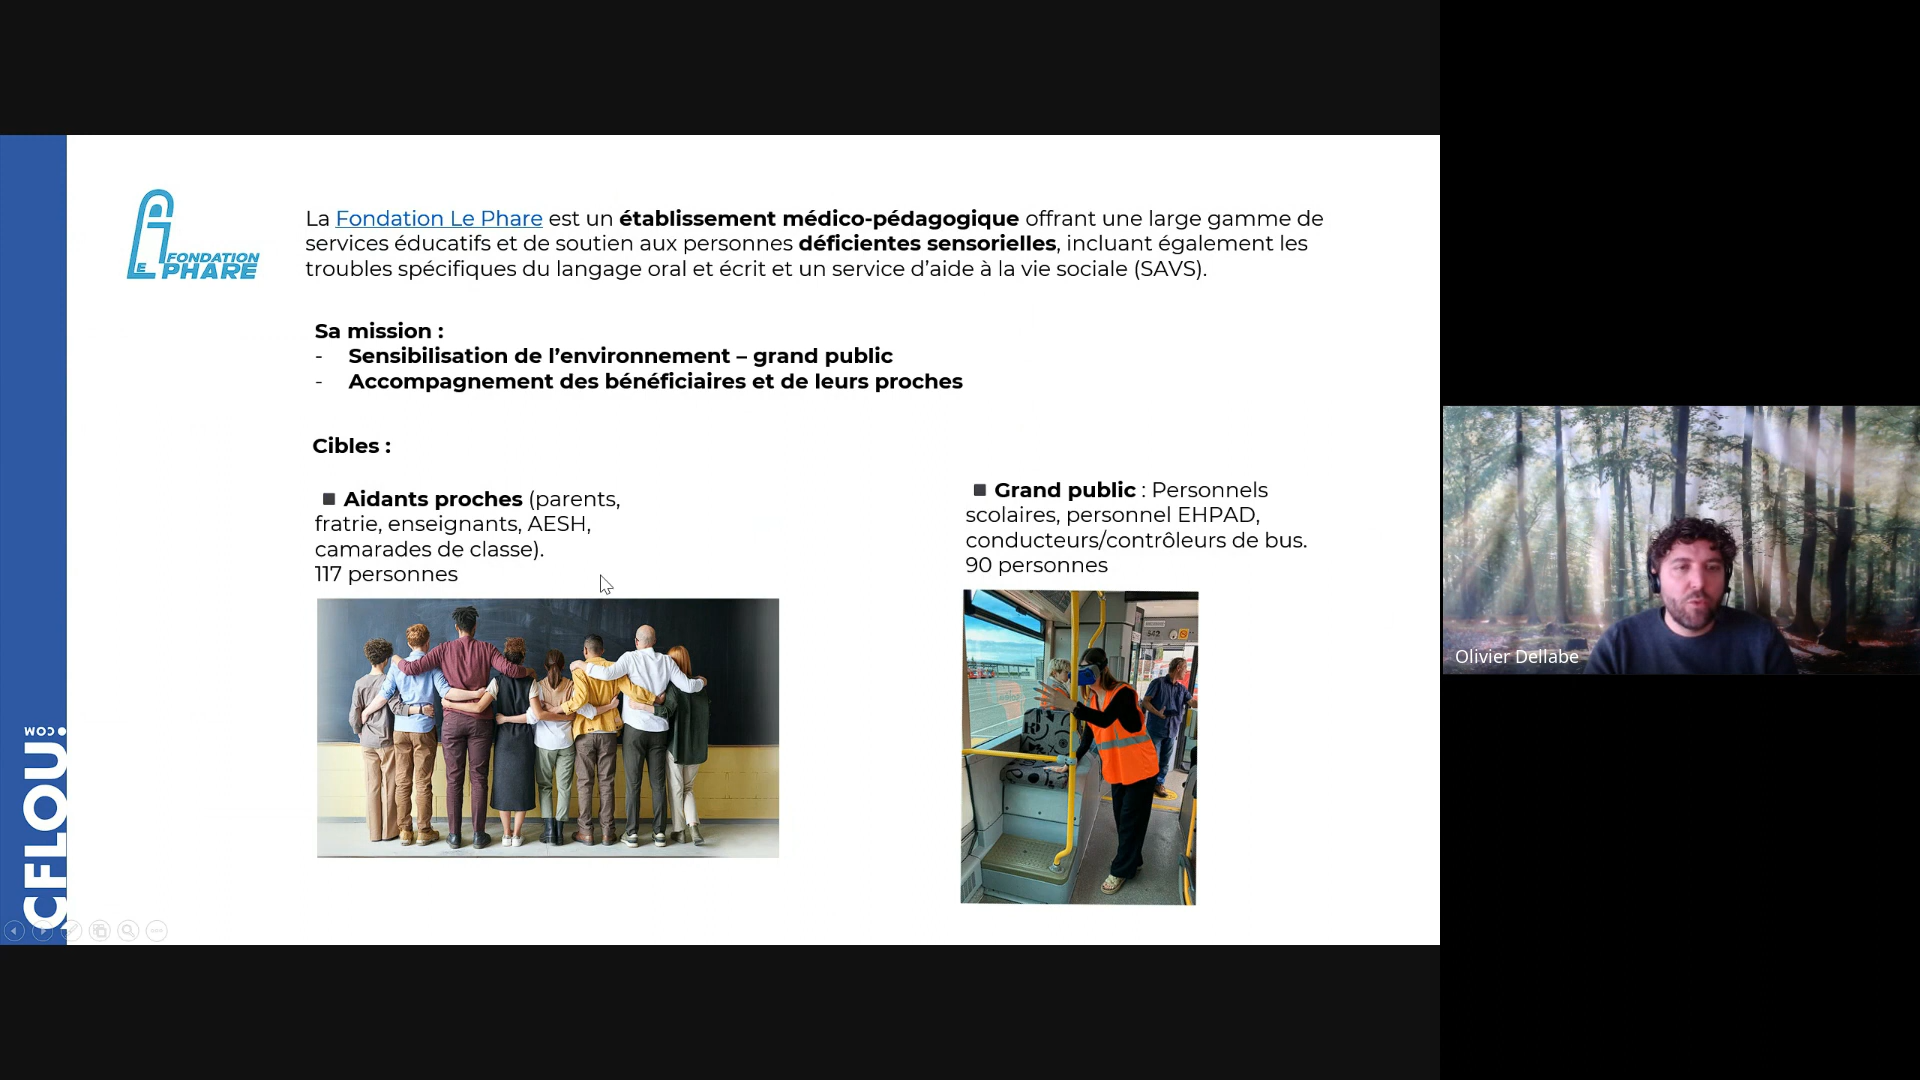 LE FONDATION
PHARE
La Fondation Le Phare est un établissement médico-pédagogique offrant une large gamme de
services éducatifs et de soutien aux personnes déficientes sensorielles, incluant également les
troubles spécifiques du langage oral et écrit et un service d’aide à la vie sociale (SAVS).
Sa mission :
- Sensibilisation de l’environnement – grand public
- Accompagnement des bénéficiaires et de leurs proches
Cibles :
▪ Aidants proches (parents,
fratrie, enseignants, AESH,
camarades de classe).
117 personnes
▪ Grand public : Personnels
scolaires, personnel EHPAD,
conducteurs/contrôleurs de bus.
90 personnes
542
GFLOU
.COM
Olivier Dellabe